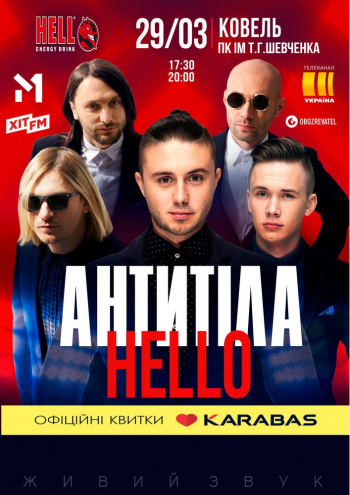 HELL
ENERGY DRINK
29/03
КОВЕЛЬ
ПК ІМ Т.Г.ШЕВЧЕНКА
17:30
20:00
М1
ХІТ FM
ТЕЛЕКАНАЛ
УКРАЇНА
OBOZREVATEL
АНТИТІЛА
HELLO
ОФІЦІЙНІ КВИТКИ KARABAS
ЖИВИЙ ЗВУК